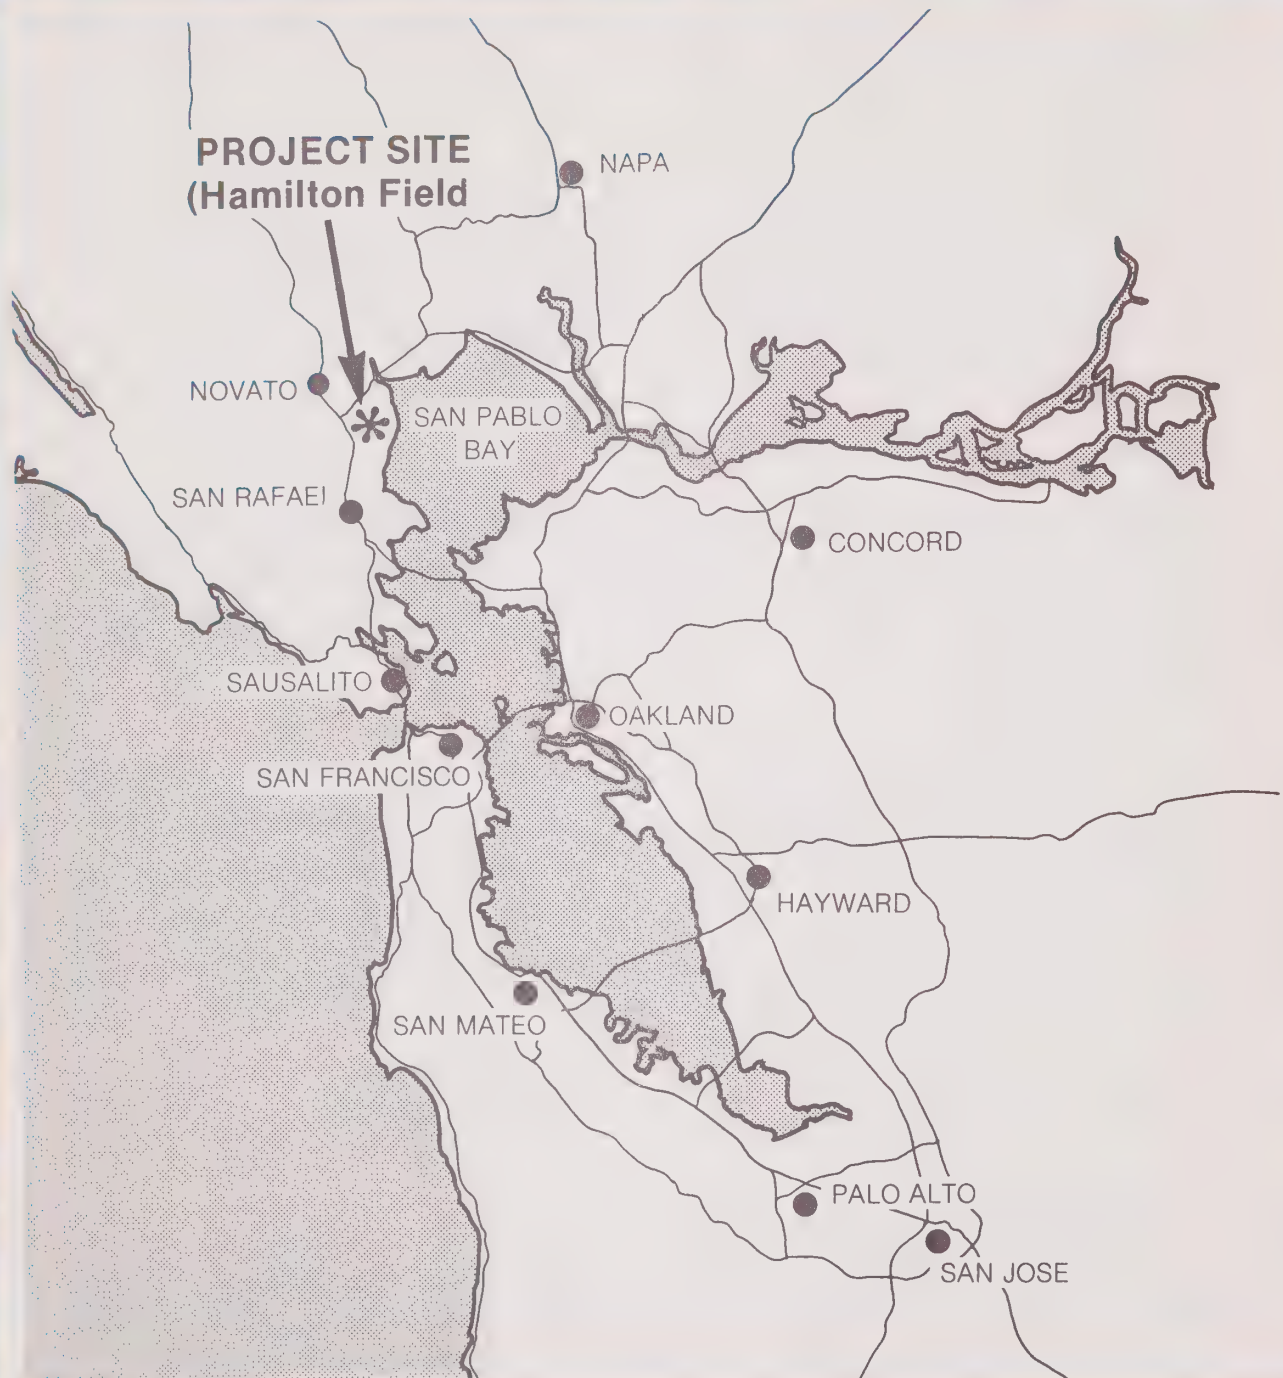 PROJECT SITE
(Hamilton Field
NAPA
NOVATO
SAN PABLO
BAY
SAN RAFAEl
CONCORD
SAUSALITO
OAKLAND
SAN FRANCISCO
HAYWARD
SAN MATEO
PALO ALTO
SAN JOSE